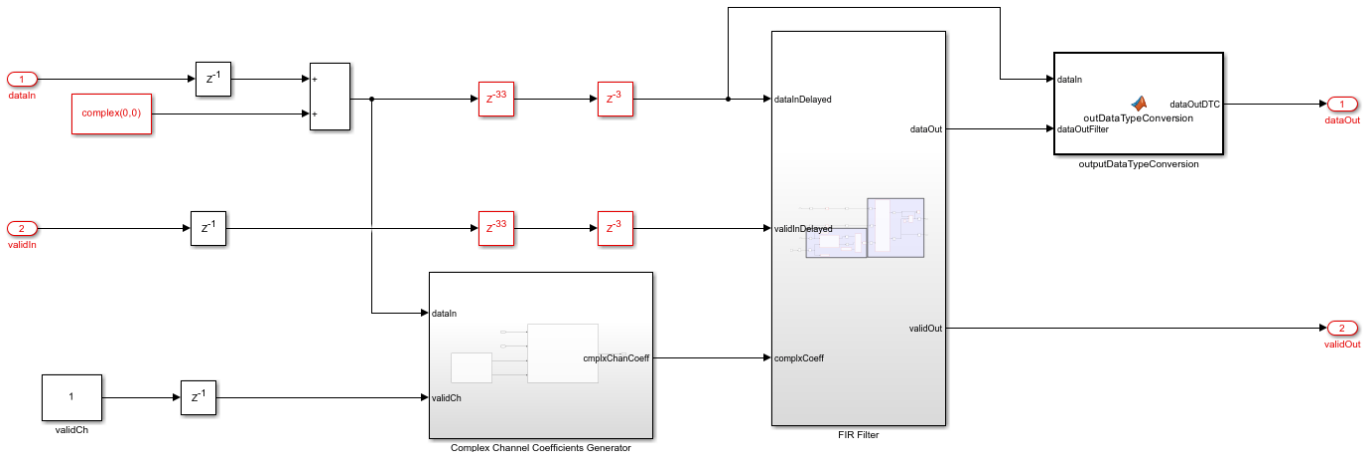 1
dataIn
complex(0,0)
z-1
+
+
z-33
z-3
dataInDelayed
dataOut
dataIn
outDataTypeConversion
dataOutDTC
dataOutFilter
outputDataTypeConversion
1
dataOut
2
validIn
z-1
z-33
z-3
validInDelayed
dataIn
cmplxChanCoeff
validCh
Complex Channel Coefficients Generator
1
validCh
z-1
complxCoeff
validOut
FIR Filter
2
validOut